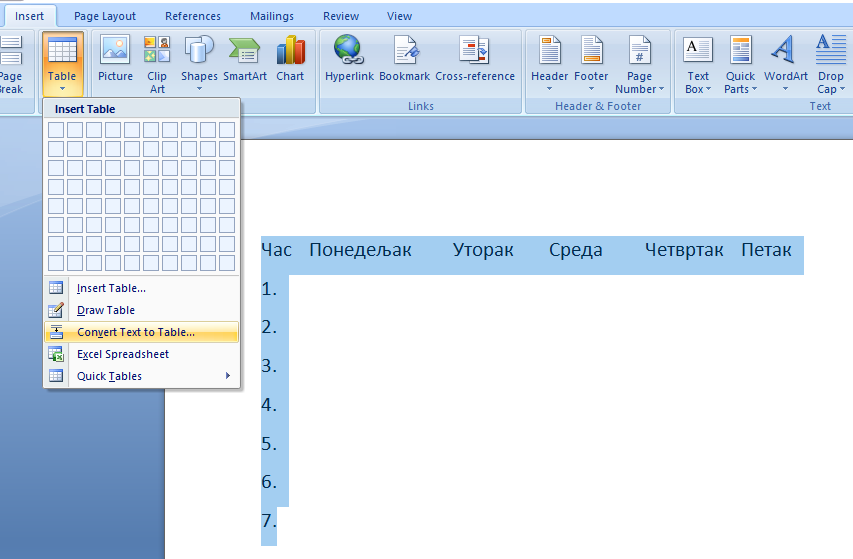 Insert Page Layout References Mailings Review View
Page Break
Table
Picture
Clip Art
Shapes
SmartArt
Chart
Hyperlink
Bookmark
Cross-reference
Links
Header
Footer
Page Number
Header & Footer
Text Box
Quick Parts
WordArt
Drop Cap
Text
Insert Table
Insert Table...
Draw Table
Convert Text to Table...
Excel Spreadsheet
Quick Tables
Час Понедељак Уторак Среда Четвртак Петак
1.
2.
3.
4.
5.
6.
7.